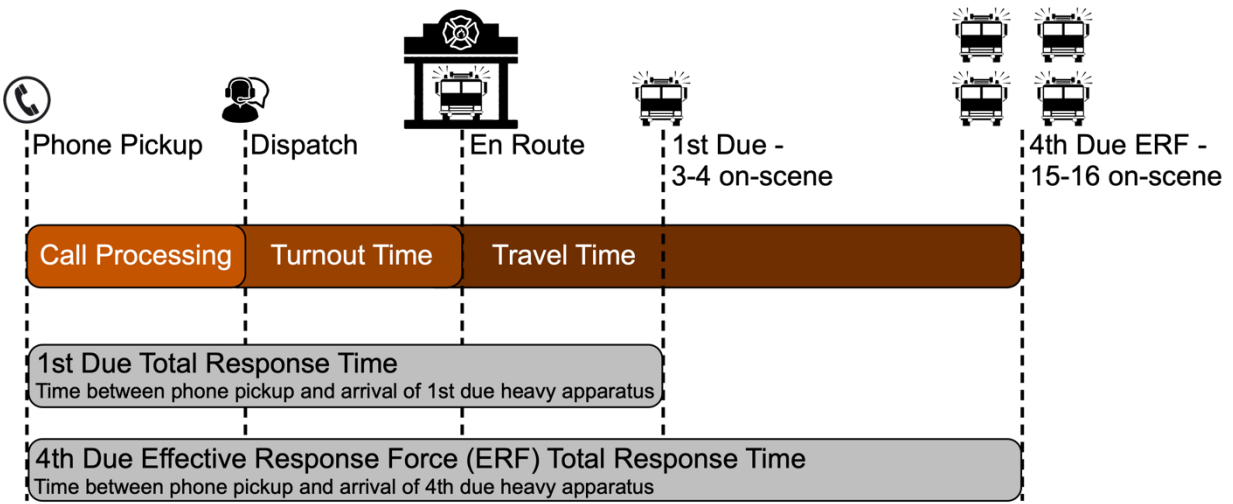 Phone Pickup
Dispatch
En Route
1st Due -
3-4 on-scene
4th Due ERF -
15-16 on-scene
Call Processing
Turnout Time
Travel Time
1st Due Total Response Time
Time between phone pickup and arrival of 1st due heavy apparatus
4th Due Effective Response Force (ERF) Total Response Time
Time between phone pickup and arrival of 4th due heavy apparatus